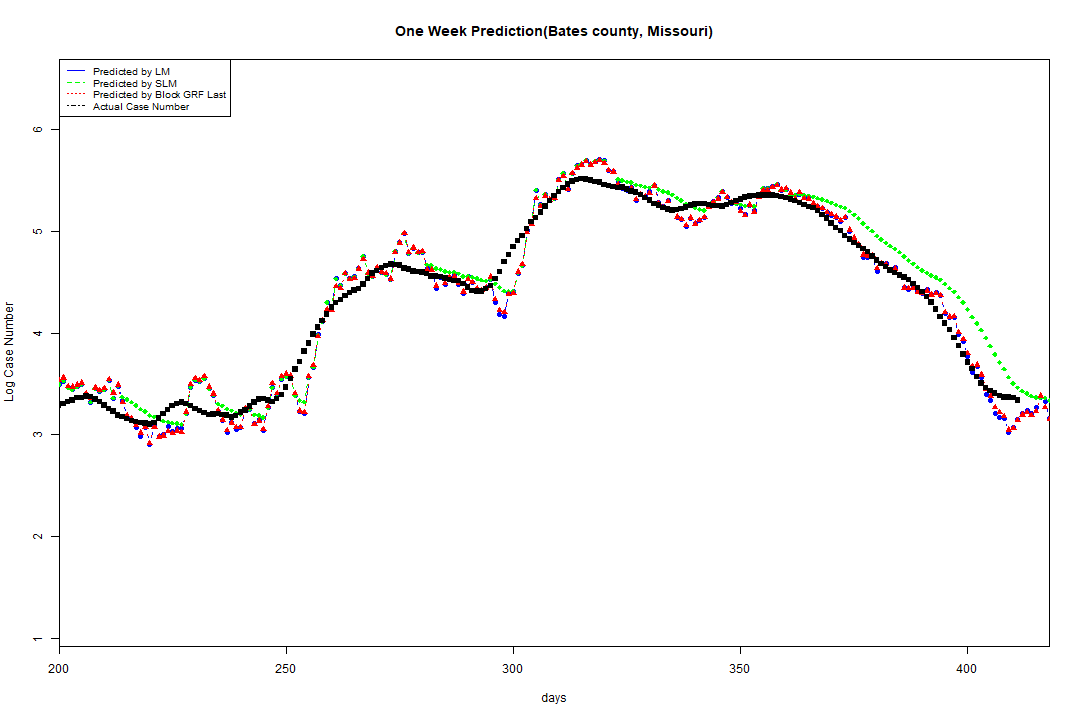 One Week Prediction(Bates county, Missouri)
Predicted by LM
Predicted by SLM
Predicted by Block GRF Last
Actual Case Number
6
5
4
3
2
1
Log Case Number
200 250 300 350 400
days